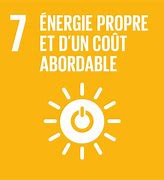 7 ÉNERGIE PROPRE
ET D'UN COÛT
ABORDABLE